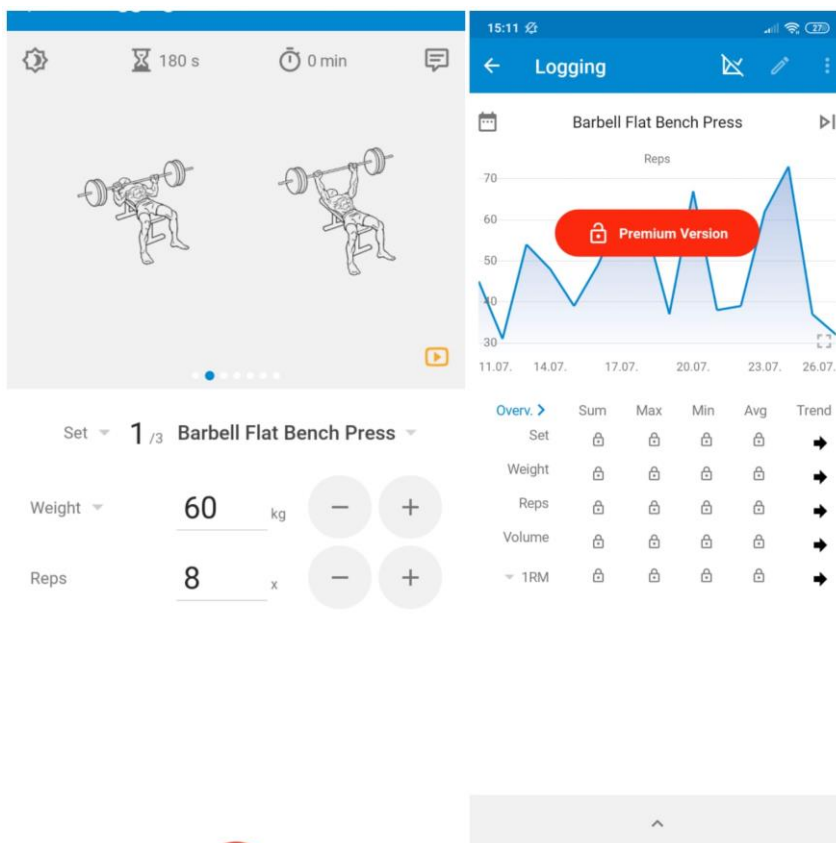 180 s
0 min
Set 1 /3 Barbell Flat Bench Press
Weight 60 kg − +
Reps 8 x − +
15:11 27
Logging
Barbell Flat Bench Press
Reps
70
60
Premium Version
50
40
30
11.07. 14.07. 17.07. 20.07. 23.07. 26.07.
Overv. Sum Max Min Avg Trend
Set
Weight
Reps
Volume
1RM